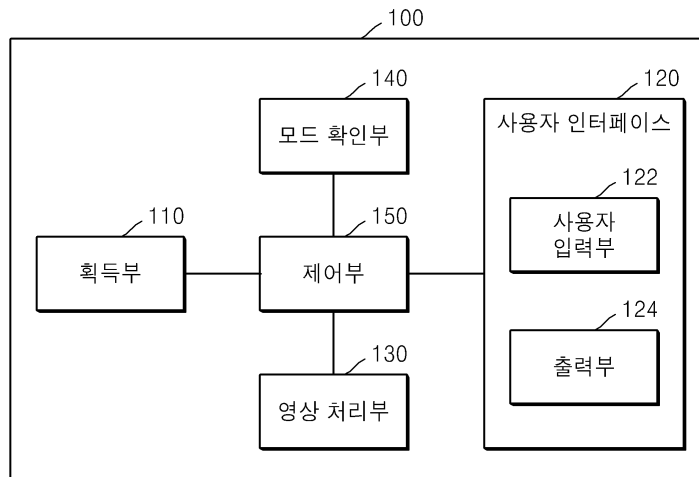 100
140
모드 확인부
120
사용자 인터페이스
122
사용자
입력부
110
획득부
150
제어부
124
출력부
130
영상 처리부